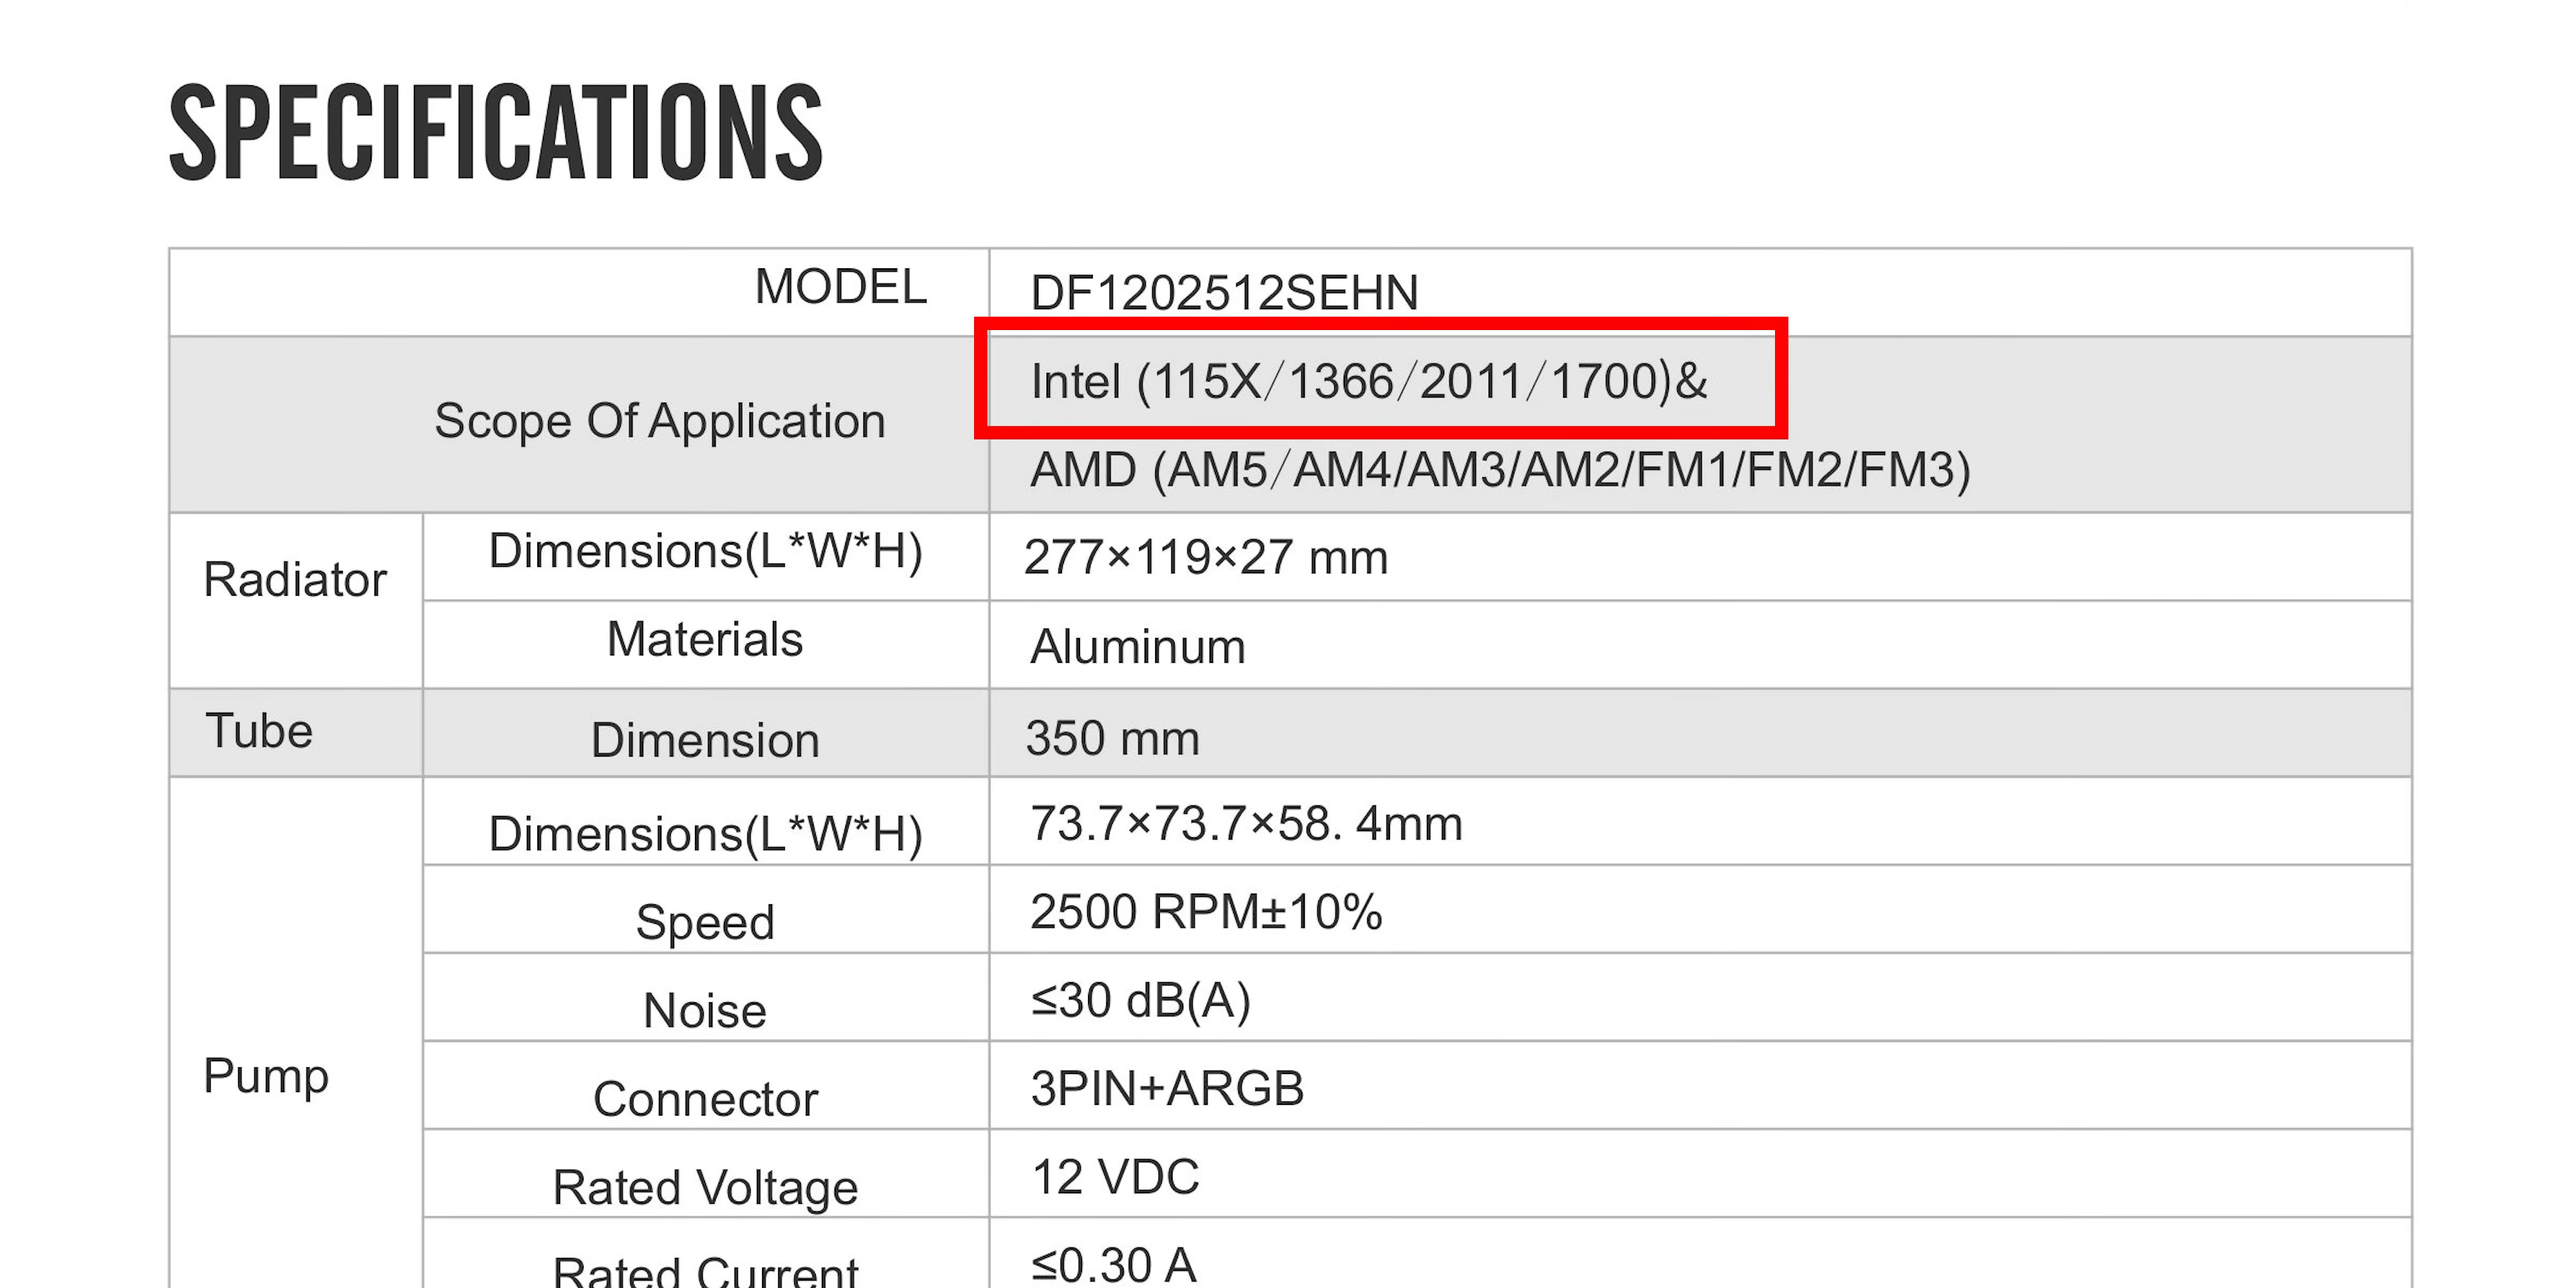 SPECIFICATIONS
MODEL DF1202512SEHN
Scope Of Application Intel (115X/1366/2011/1700)&
AMD (AM5/AM4/AM3/AM2/FM1/FM2/FM3)
Radiator Dimensions(L*W*H) 277×119×27 mm
Materials Aluminum
Tube Dimension 350 mm
Pump Dimensions(L*W*H) 73.7×73.7×58. 4mm
Speed 2500 RPM±10%
Noise ≤30 dB(A)
Connector 3PIN+ARGB
Rated Voltage 12 VDC
Rated Current ≤0.30 A